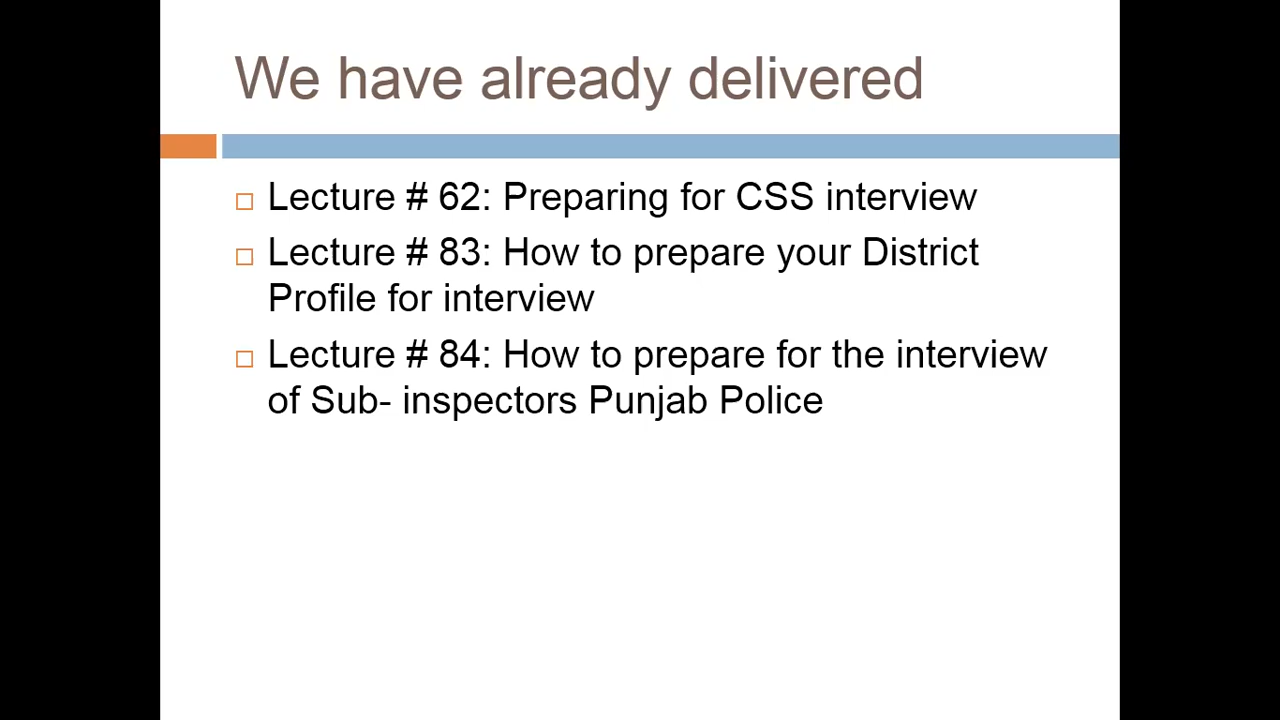 We have already delivered
Lecture # 62: Preparing for CSS interview
Lecture # 83: How to prepare your District
Profile for interview
Lecture # 84: How to prepare for the interview
of Sub- inspectors Punjab Police